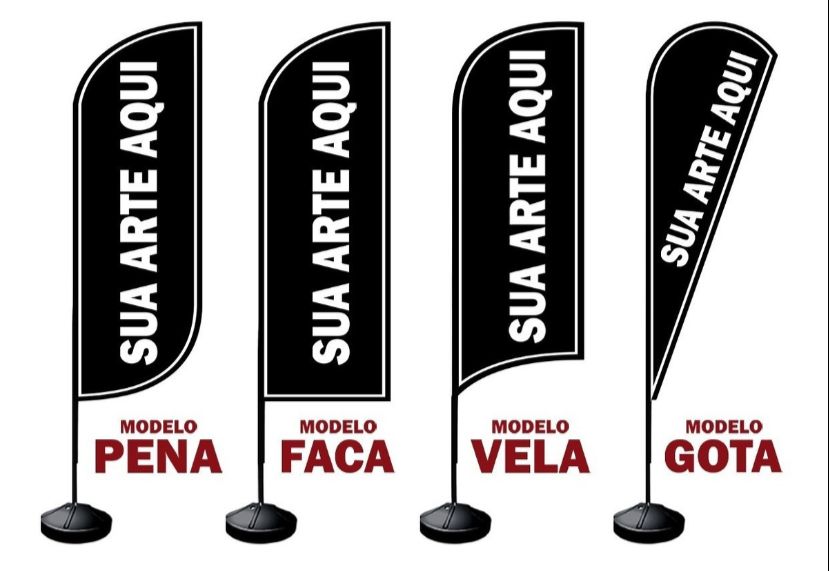 SUA ARTE AQUI
SUA ARTE AQUI
SUA ARTE AQUI
SUA ARTE AQUI
MODELO
PENA
MODELO
FACA
MODELO
VELA
MODELO
GOTA